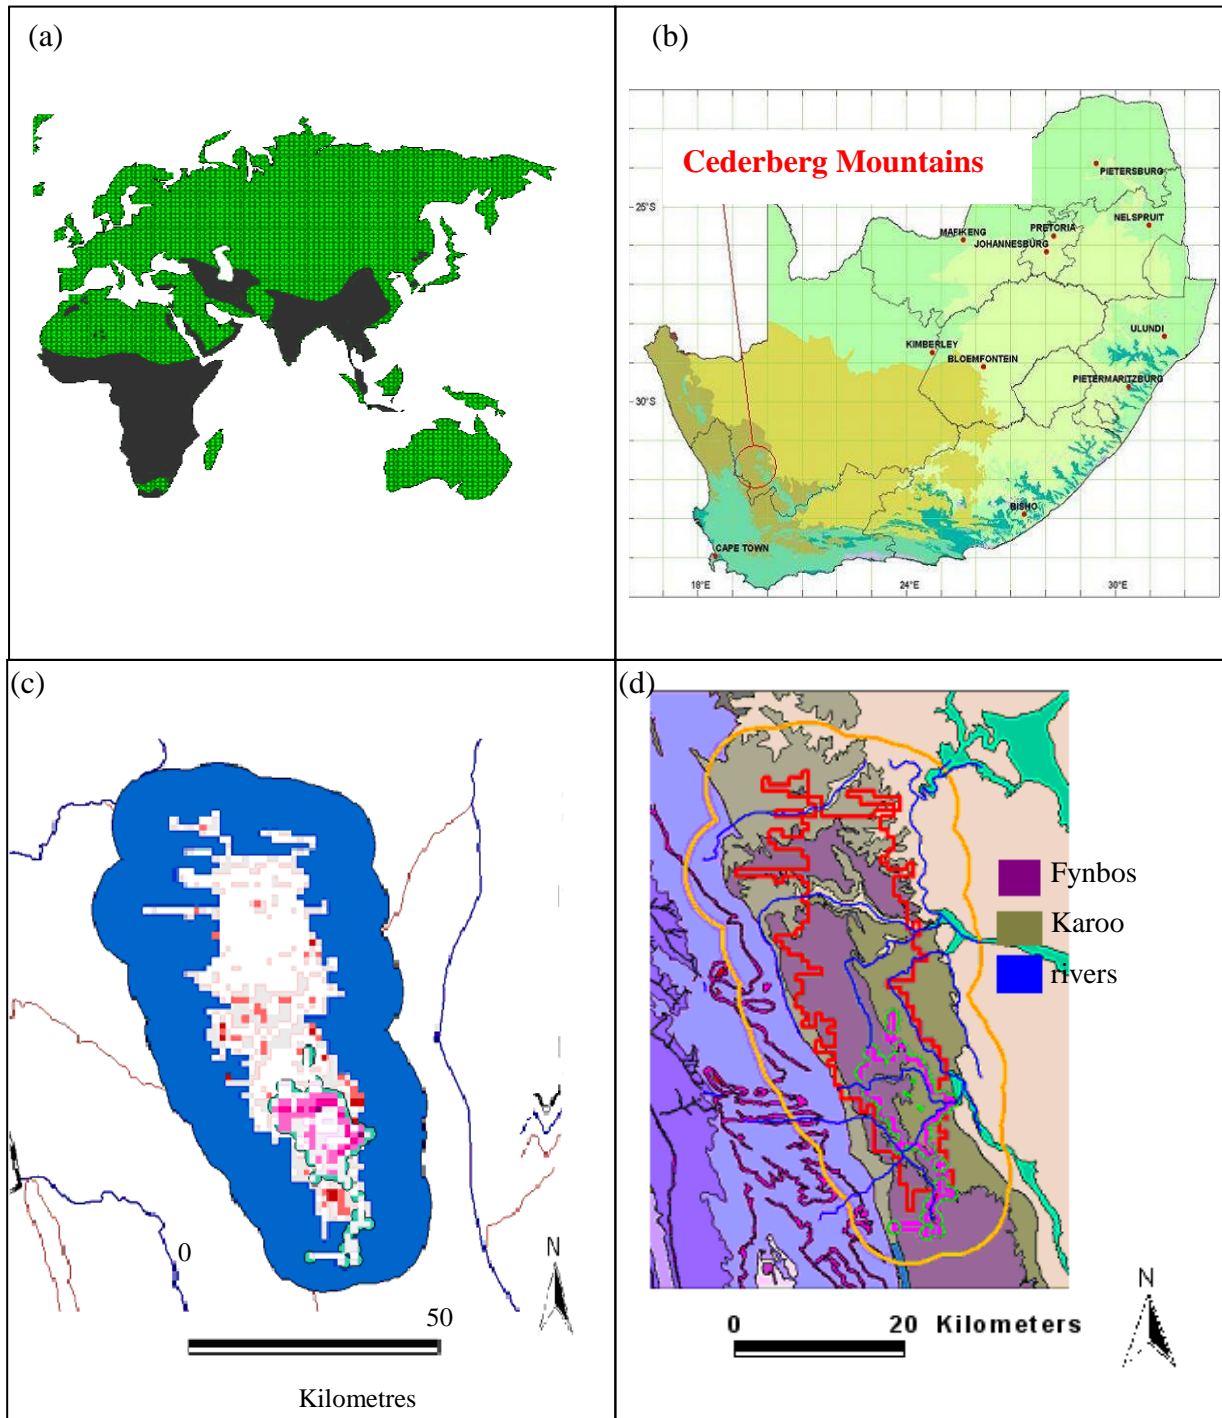 (a)
(b)
Cederberg Mountains
PIETERSBURG
25°S
NELSPRUIT
MAFIKENG
PRETORIA
JOHANNESBURG
ULUNDI
KIMBERLEY
BLOEMFONTEIN
PIETERMARITZBURG
30°S
BISHO
CAPE TOWN
18°E
24°E
30°E
(c)
0
50
N
Kilometres
(d)
Fynbos
Karoo
rivers
N
0
20 Kilometers